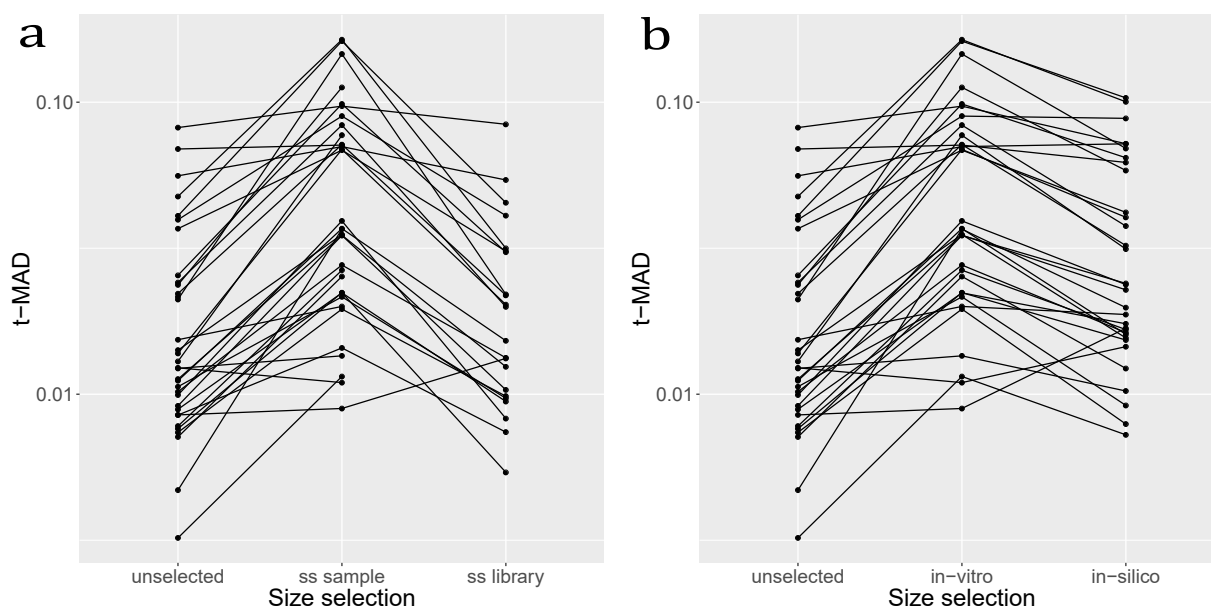 a
t−MAD
0.10
0.01
unselected
ss sample
ss library
Size selection
b
t−MAD
0.10
0.01
unselected
in−vitro
in−silico
Size selection